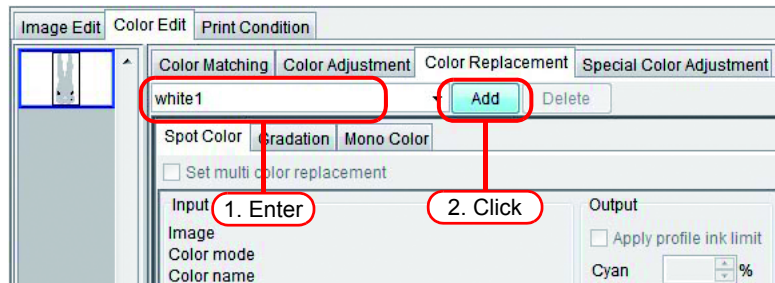 Image Edit Color Edit Print Condition
Color Matching Color Adjustment Color Replacement Special Color Adjustment
white1 Add Delete
Spot Color Gradation Mono Color
Set multi color replacement
Input 1. Enter 2. Click Output
Image Apply profile ink limit
Color mode
Color name Cyan %